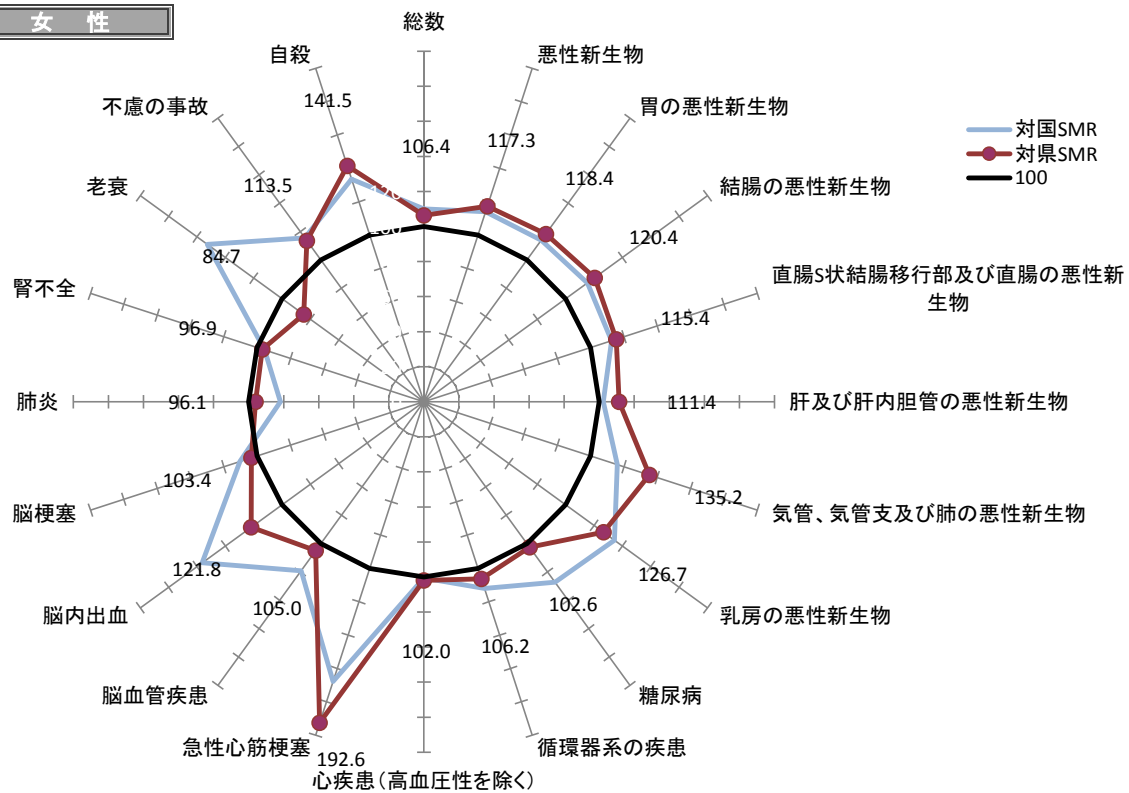 女 性
総数
悪性新生物
胃の悪性新生物
結腸の悪性新生物
直腸S状結腸移行部及び直腸の悪性新
生物
肝及び肝内胆管の悪性新生物
気管、気管支及び肺の悪性新生物
乳房の悪性新生物
糖尿病
循環器系の疾患
心疾患(高血圧性を除く)
急性心筋梗塞
脳血管疾患
脳内出血
脳梗塞
肺炎
腎不全
老衰
不慮の事故
自殺
106.4
117.3
118.4
120.4
115.4
111.4
135.2
126.7
102.6
106.2
102.0
192.6
105.0
121.8
103.4
96.1
96.9
84.7
113.5
141.5
対国SMR
対県SMR
100